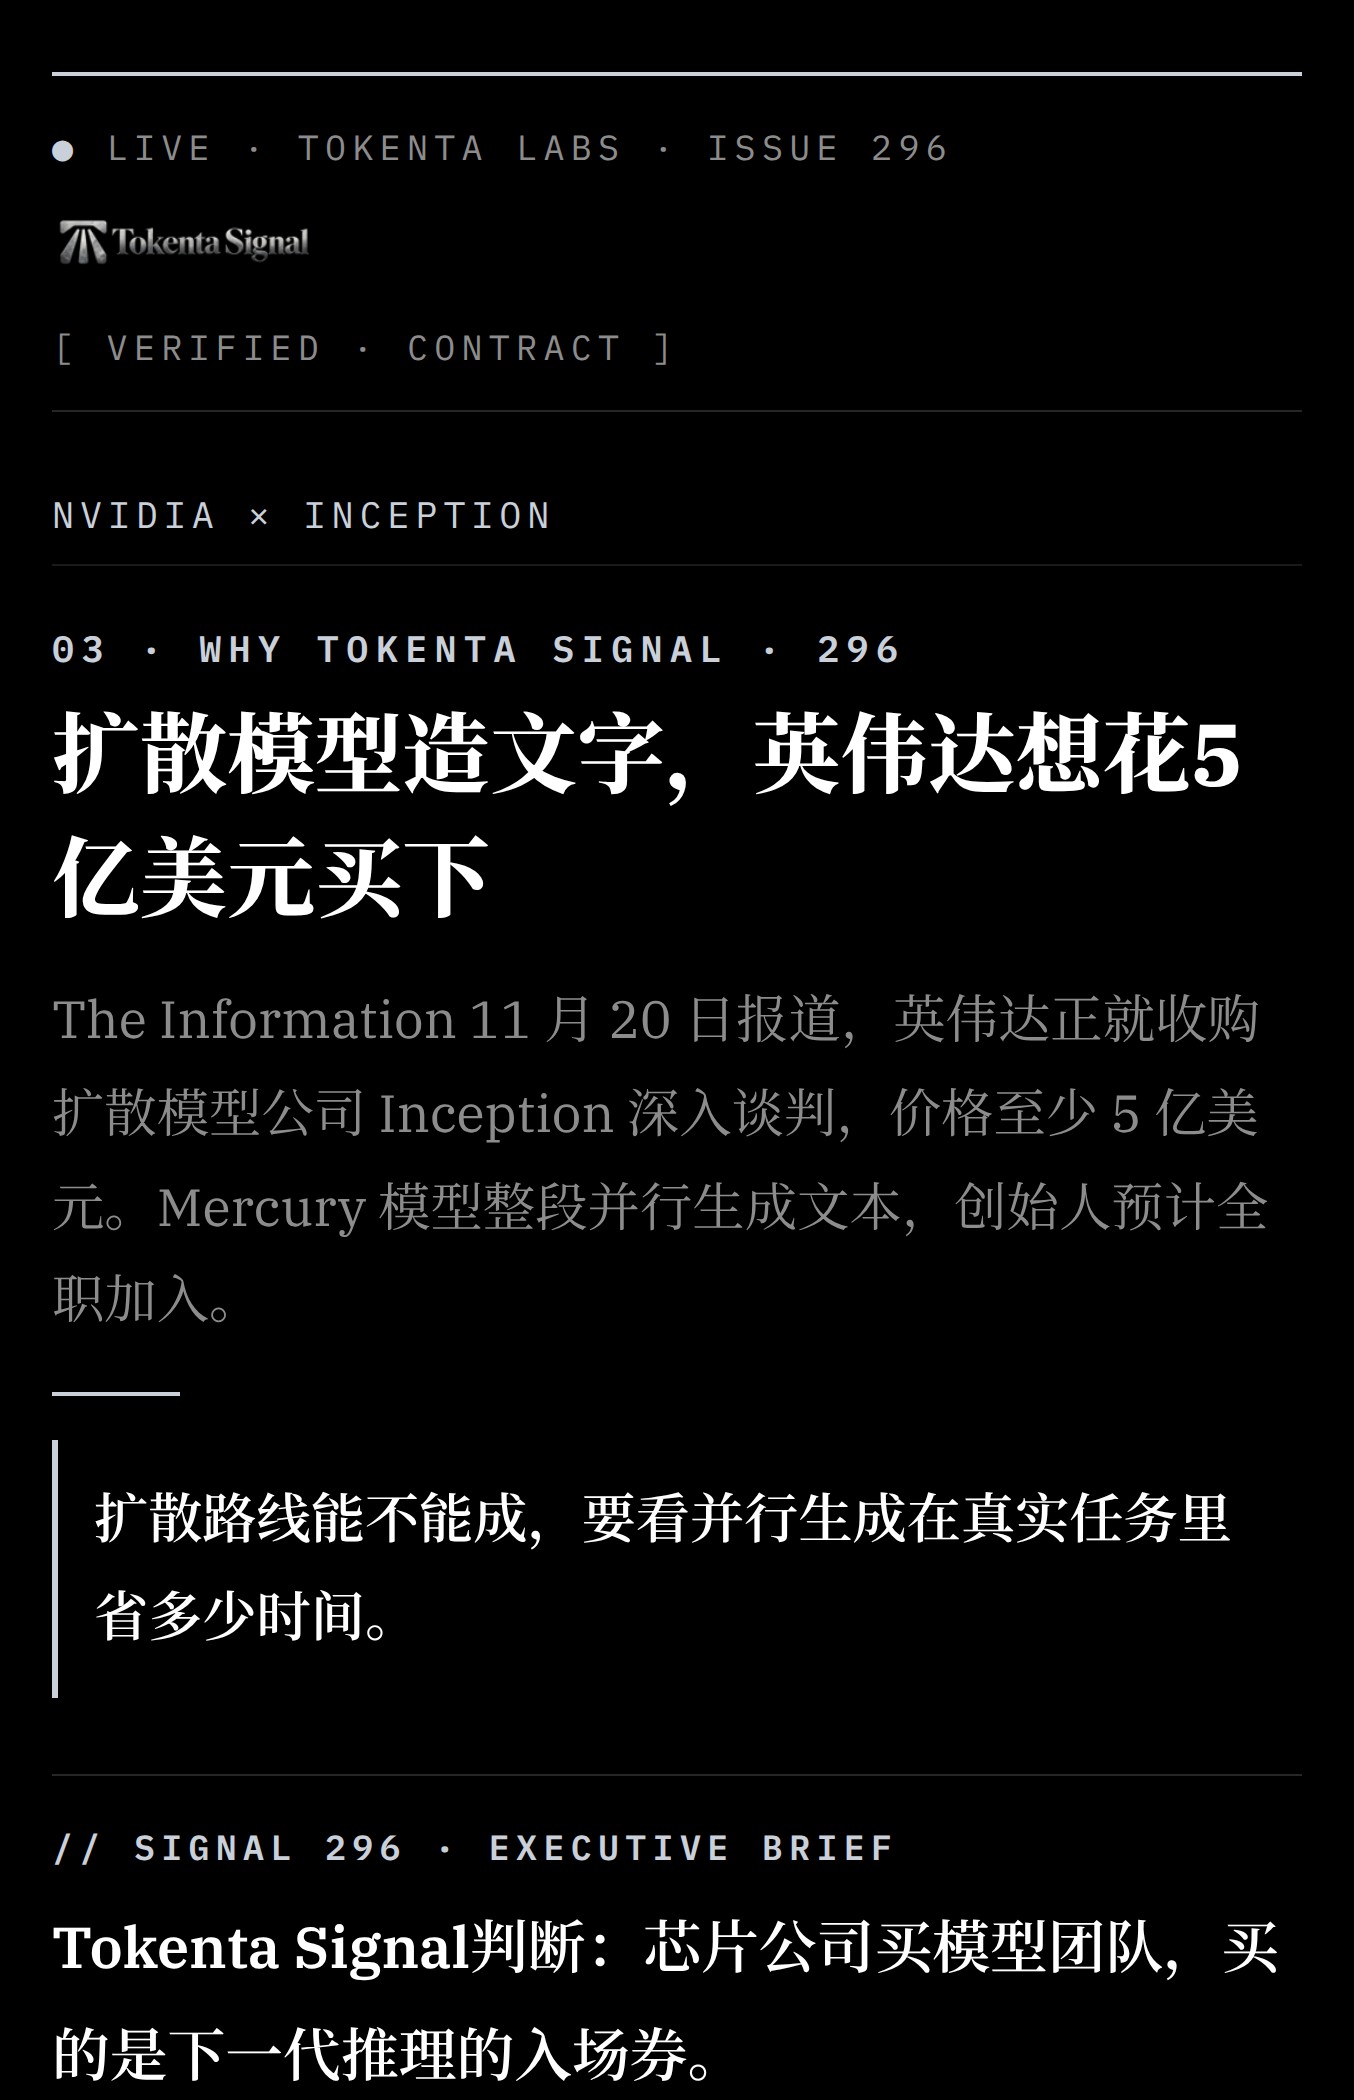 ● LIVE · TOKENTA LABS · ISSUE 296
Tokenta Signal
[ VERIFIED · CONTRACT ]
NVIDIA × INCEPTION
03 · WHY TOKENTA SIGNAL · 296
扩散模型造文字，英伟达想花5
亿美元买下
The Information 11 月 20 日报道，英伟达正就收购
扩散模型公司 Inception 深入谈判，价格至少 5 亿美
元。Mercury 模型整段并行生成文本，创始人预计全
职加入。
扩散路线能不能成，要看并行生成在真实任务里
省多少时间。
// SIGNAL 296 · EXECUTIVE BRIEF
Tokenta Signal判断：芯片公司买模型团队，买
的是下一代推理的入场券。